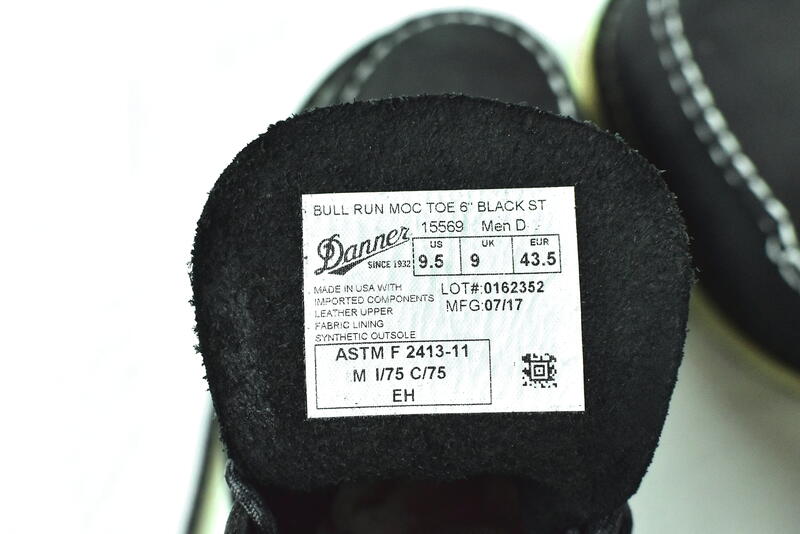 BULL RUN MOC TOE 6" BLACK ST
15569 Men D
Danner
SINCE 1932
US UK EUR
9.5 9 43.5
MADE IN USA WITH
IMPORTED COMPONENTS
LEATHER UPPER
FABRIC LINING
SYNTHETIC OUTSOLE
LOT#:0162352
MFG:07/17
ASTM F 2413-11
M I/75 C/75
EH